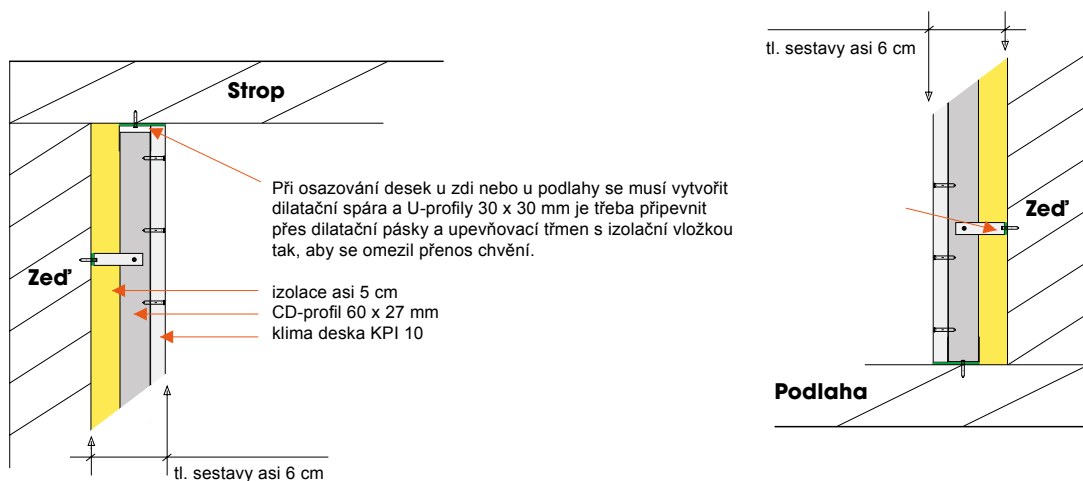 Strop
Při osazování desek u zdi nebo u podlahy se musí vytvořit
dilatační spára a U-profily 30 x 30 mm je třeba připevnit
přes dilatační pásky a upevňovací třmen s izolační vložkou
tak, aby se omezil přenos chvění.
Zeď
izolace asi 5 cm
CD-profil 60 x 27 mm
klima deska KPI 10
tl. sestavy asi 6 cm
tl. sestavy asi 6 cm
Zeď
Podlaha